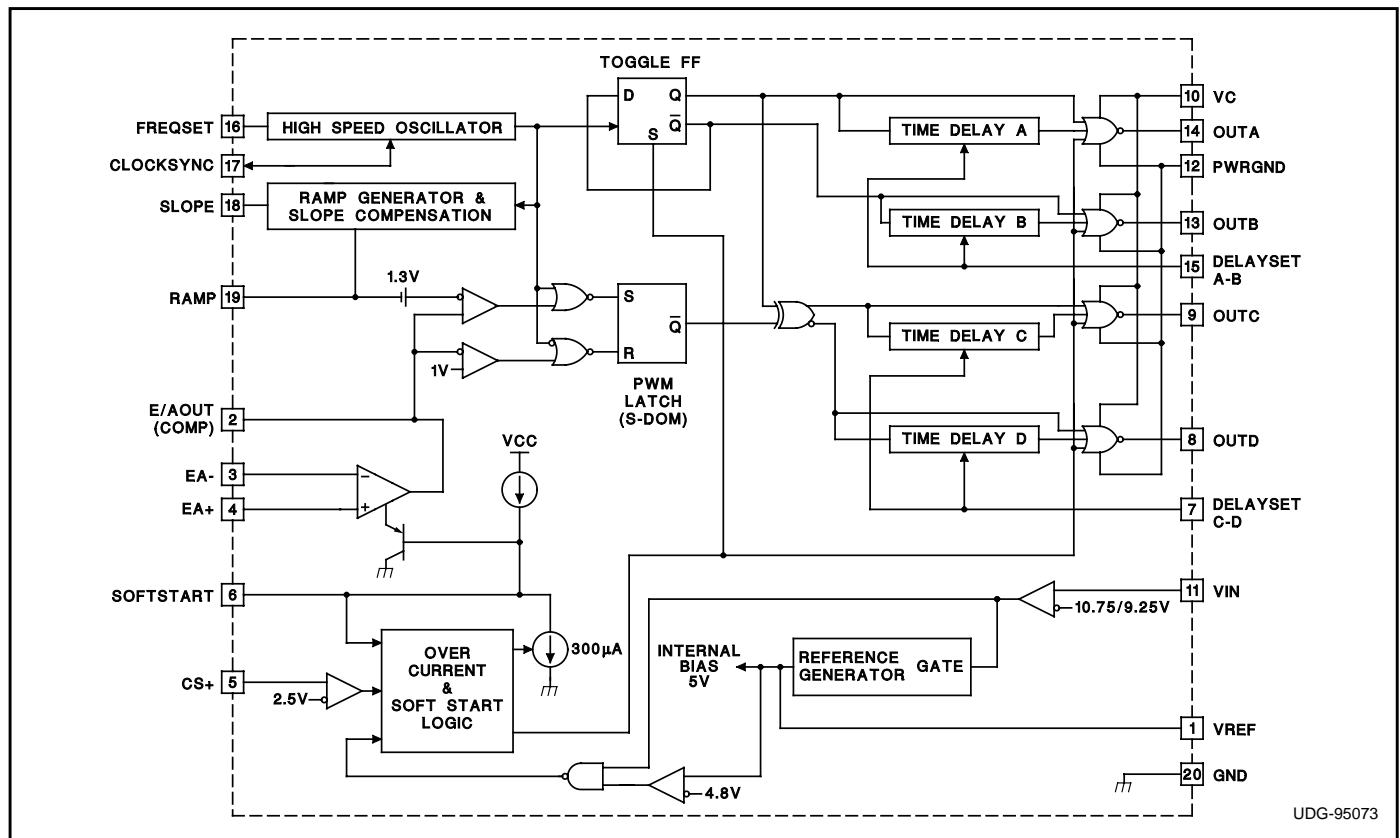 TOGGLE FF
FREQSET
16
HIGH SPEED OSCILLATOR
D
Q
Q̅
S
TIME DELAY A
10
VC
14
OUTA
CLOCKSYNC
17
12
PWRGND
SLOPE
18
RAMP GENERATOR &
SLOPE COMPENSATION
TIME DELAY B
13
OUTB
15
DELAYSET
A-B
1.3V
RAMP
19
S
Q̅
R
1V
PWM
LATCH
(S-DOM)
TIME DELAY C
9
OUTC
E/AOUT
(COMP)
2
VCC
TIME DELAY D
8
OUTD
EA-
3
−
EA+
4
+
7
DELAYSET
C-D
SOFTSTART
6
11
VIN
10.75/9.25V
OVER
CURRENT
&
SOFT START
LOGIC
300µA
INTERNAL
BIAS
5V
REFERENCE
GENERATOR
GATE
CS+
5
2.5V
1
VREF
4.8V
20
GND
UDG-95073